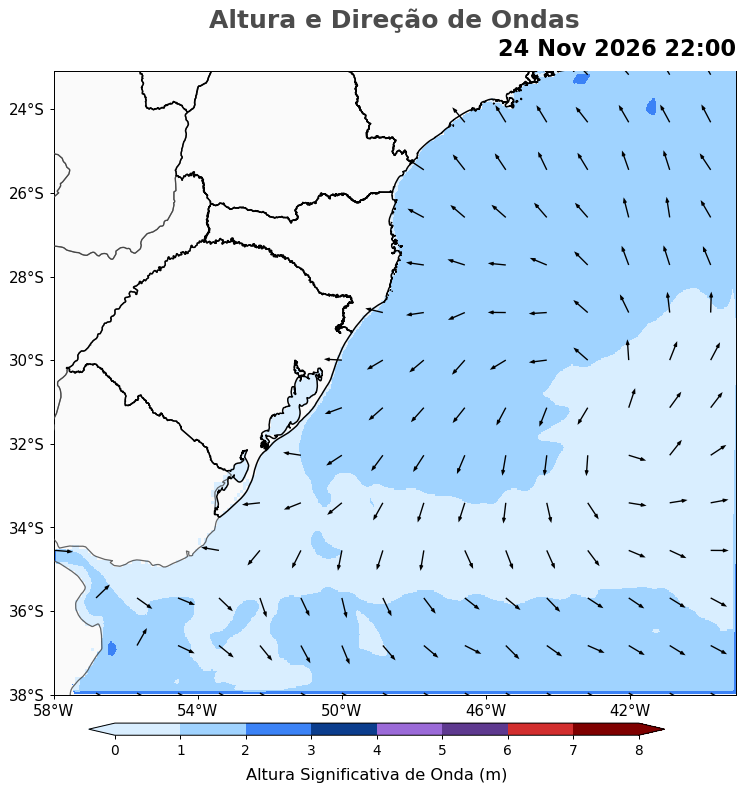 Altura e Direção de Ondas
24 Nov 2026 22:00
24°S
26°S
28°S
30°S
32°S
34°S
36°S
38°S
58°W 54°W 50°W 46°W 42°W
0 1 2 3 4 5 6 7 8
Altura Significativa de Onda (m)